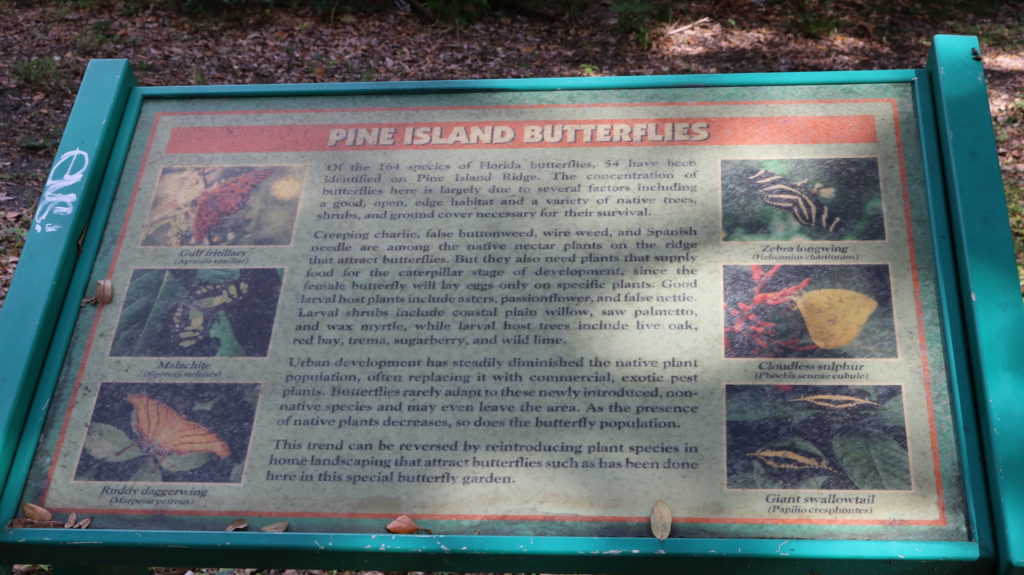 PINE ISLAND BUTTERFLIES
Of the 164 species of Florida butterflies, 54 have been
identified on Pine Island Ridge. The concentration of
butterflies here is largely due to several factors including
a good, open, edge habitat and a variety of native trees,
shrubs, and ground cover necessary for their survival.
Creeping charlie, false buttonweed, wire weed, and Spanish
needle are among the native nectar plants on the ridge
that attract butterflies. But they also need plants that supply
food for the caterpillar stage of development, since the
female butterfly will lay eggs only on specific plants. Good
larval host plants include asters, passionflower, and false nettle.
Larval shrubs include coastal plain willow, saw palmetto,
and wax myrtle, while larval host trees include live oak,
red bay, trema, sugarberry, and wild lime.
Urban development has steadily diminished the native plant
population, often replacing it with commercial, exotic pest
plants. Butterflies rarely adapt to these newly introduced, non-
native species and may even leave the area. As the presence
of native plants decreases, so does the butterfly population.
This trend can be reversed by reintroducing plant species in
home landscaping that attract butterflies such as has been done
here in this special butterfly garden.
Gulf fritillary
(Agraulis vanillae)
Malachite
(Siproeta stelenes)
Ruddy daggerwing
(Marpesia petreus)
Zebra longwing
(Heliconius charitonius)
Cloudless sulphur
(Phoebis sennae eubule)
Giant swallowtail
(Papilio cresphontes)